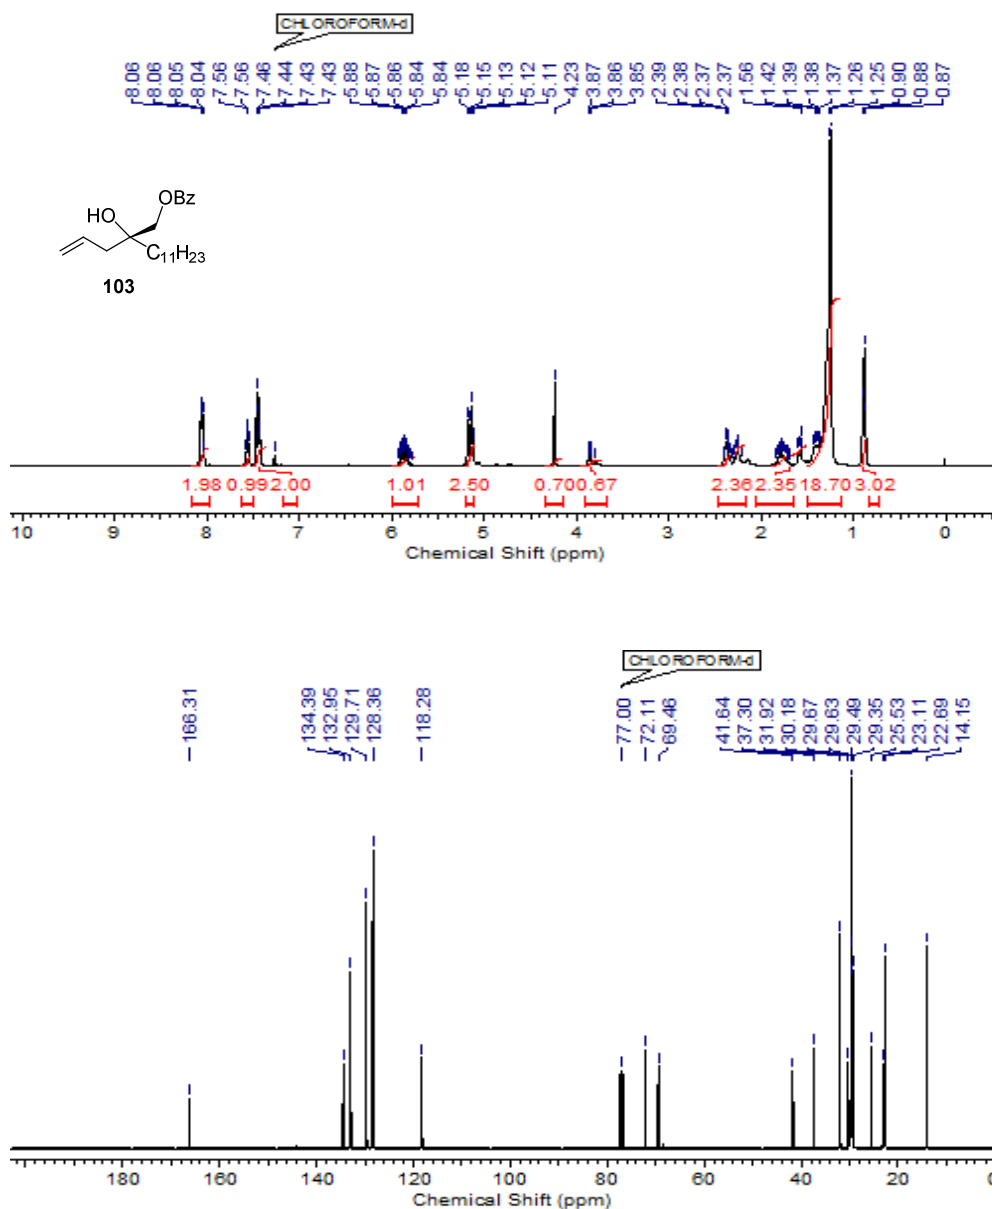 CHLOROFORM-d
8.06 8.06 8.05 8.04 7.56 7.56 7.46 7.44 7.43 7.43 5.88 5.87 5.86 5.84 5.84 5.18 5.15 5.13 5.12 5.11 4.23 3.87 3.86 3.85 2.39 2.38 2.37 2.37 1.56 1.42 1.39 1.38 1.37 1.26 1.25 0.90 0.88 0.87
OBz
HO
C11H23
103
1.98 0.99 2.00 1.01 2.50 0.70 0.67 2.36 2.35 18.70 3.02
10 9 8 7 6 5 4 3 2 1 0
Chemical Shift (ppm)
CHLOROFORM-d
166.31 134.39 132.95 129.71 128.36 118.28 77.00 72.11 69.46 41.64 37.30 31.92 30.18 29.67 29.63 29.49 29.35 25.53 23.11 22.69 14.15
180 160 140 120 100 80 60 40 20 0
Chemical Shift (ppm)